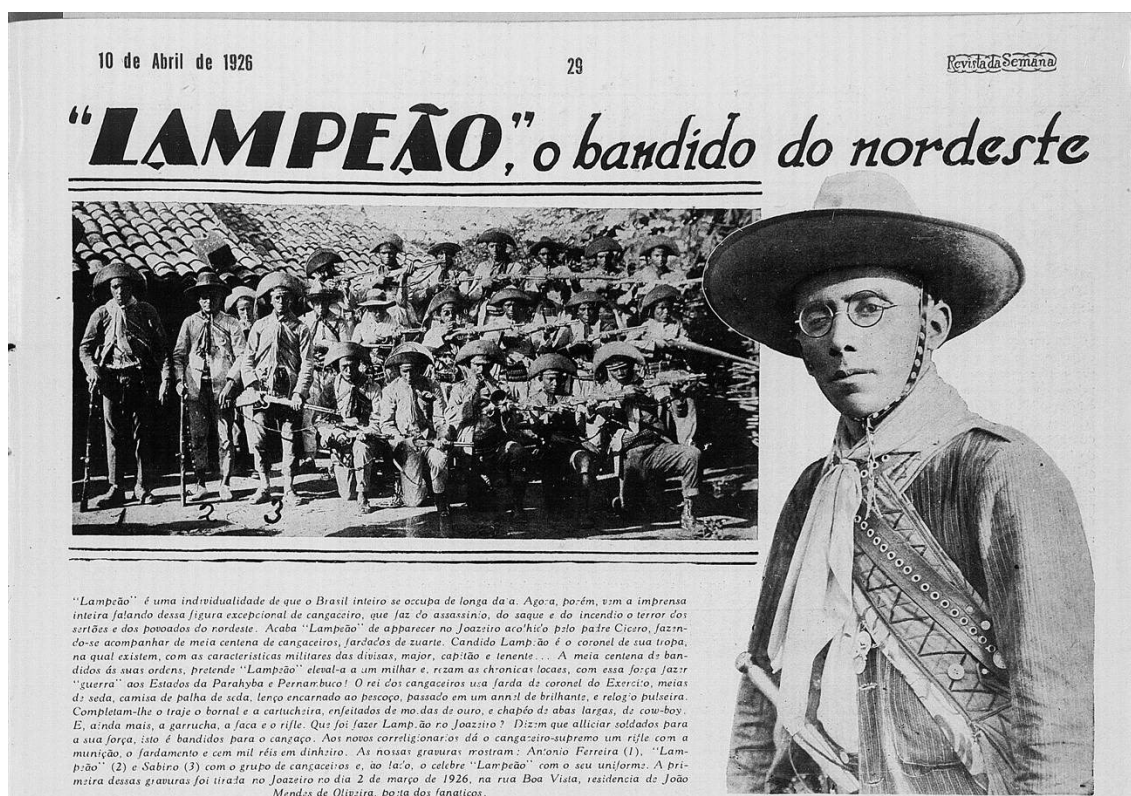 10 de Abril de 1926
29
Revista da Semana
“LAMPEÃO,” o bandido do nordeste
1
2
3
“Lampeão” é uma individualidade de que o Brasil inteiro se occupa de longa data. Agora, porém, vem a imprensa
inteira falando dessa figura excepcional de cangaceiro, que faz do assassinio, do saque e do incendio o terror dos
sertões e dos povoados do nordeste. Acaba “Lampeão” de apparecer no Joazeiro acolhido pelo padre Cicero, fazen-
do-se acompanhar de meia centena de cangaceiros, fardados de zuarte. Candido Lampeão é o coronel de sua tropa,
na qual existem, com as caracteristicas militares das divisas, major, capitão e tenente... A meia centena de ban-
didos ás suas ordens, pretende “Lampeão” eleval-a a um milhar e, rezam as chronicas locaes, com essa força fazer
“guerra” aos Estados da Parahyba e Pernambuco! O rei dos cangaceiros usa farda de coronel do Exercito, meias
de seda, camisa de palha de seda, lenço encarnado ao pescoço, passado em um annel de brilhante, e relogio pulseira.
Completam-lhe o traje o bornal e a cartucheira, enfeitados de moedas de ouro, e chapéo de abas largas, de cow-boy.
E, ainda mais, a garrucha, a faca e o rifle. Que foi fazer Lampeão no Joazeiro? Dizem que alliciar soldados para
a sua força, isto é bandidos para o cangaço. Aos novos correligionarios dá o cangaceiro-supremo um rifle com a
munição, o fardamento e cem mil réis em dinheiro. As nossas gravuras mostram: Antonio Ferreira (1), “Lam-
peão” (2) e Sabino (3) com o grupo de cangaceiros e, ao lado, o celebre “Lampeão” com o seu uniforme. A pri-
meira dessas gravuras foi tirada no Joazeiro no dia 2 de março de 1926, na rua Boa Vista, residencia de João
Mendes de Oliveira, poeta dos fanaticos.